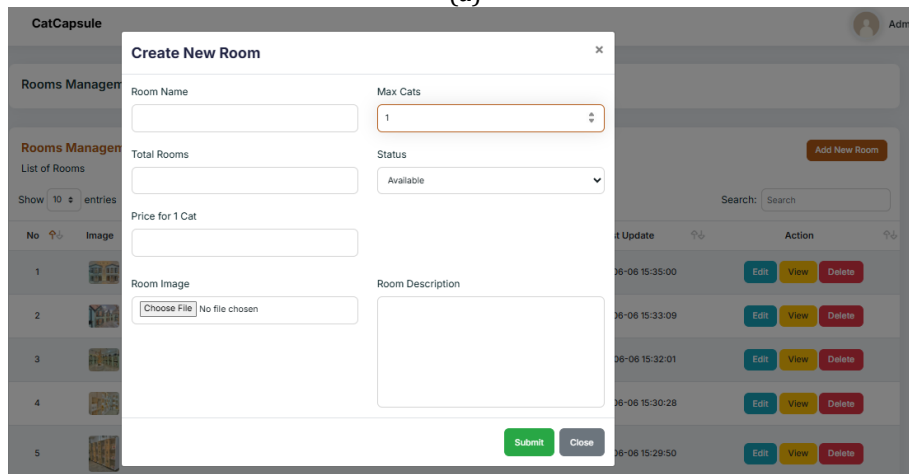 (a)
CatCapsule
Adm
Create New Room
×
Rooms Managem
Room Name
Max Cats
1
Rooms Managem
Total Rooms
Status
Add New Room
List of Rooms
Available
Show 10 entries
Search: Search
Price for 1 Cat
No Image
st Update Action
1
06-06 15:35:00 Edit View Delete
Room Image
Room Description
Choose File No file chosen
2
06-06 15:33:09 Edit View Delete
3
06-06 15:32:01 Edit View Delete
4
06-06 15:30:28 Edit View Delete
Submit Close
5
06-06 15:29:50 Edit View Delete